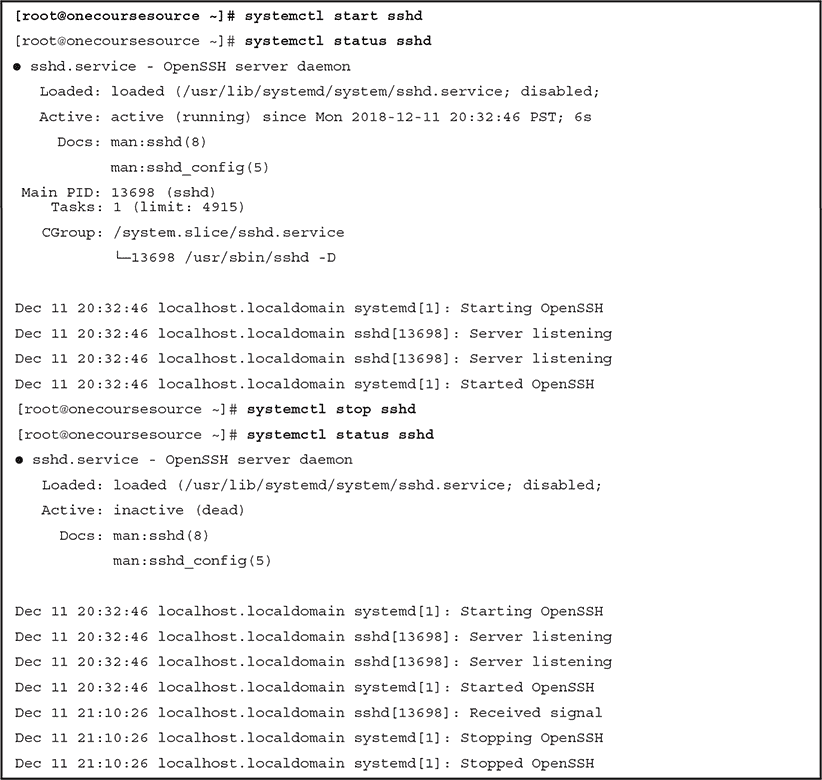 [root@onecoursesource ~]# systemctl start sshd
[root@onecoursesource ~]# systemctl status sshd
● sshd.service - OpenSSH server daemon
   Loaded: loaded (/usr/lib/systemd/system/sshd.service; disabled;
   Active: active (running) since Mon 2018-12-11 20:32:46 PST; 6s
     Docs: man:sshd(8)
           man:sshd_config(5)
 Main PID: 13698 (sshd)
    Tasks: 1 (limit: 4915)
   CGroup: /system.slice/sshd.service
           └─13698 /usr/sbin/sshd -D

Dec 11 20:32:46 localhost.localdomain systemd[1]: Starting OpenSSH
Dec 11 20:32:46 localhost.localdomain sshd[13698]: Server listening
Dec 11 20:32:46 localhost.localdomain sshd[13698]: Server listening
Dec 11 20:32:46 localhost.localdomain systemd[1]: Started OpenSSH
[root@onecoursesource ~]# systemctl stop sshd
[root@onecoursesource ~]# systemctl status sshd
● sshd.service - OpenSSH server daemon
   Loaded: loaded (/usr/lib/systemd/system/sshd.service; disabled;
   Active: inactive (dead)
     Docs: man:sshd(8)
           man:sshd_config(5)

Dec 11 20:32:46 localhost.localdomain systemd[1]: Starting OpenSSH
Dec 11 20:32:46 localhost.localdomain sshd[13698]: Server listening
Dec 11 20:32:46 localhost.localdomain sshd[13698]: Server listening
Dec 11 20:32:46 localhost.localdomain systemd[1]: Started OpenSSH
Dec 11 21:10:26 localhost.localdomain sshd[13698]: Received signal
Dec 11 21:10:26 localhost.localdomain systemd[1]: Stopping OpenSSH
Dec 11 21:10:26 localhost.localdomain systemd[1]: Stopped OpenSSH